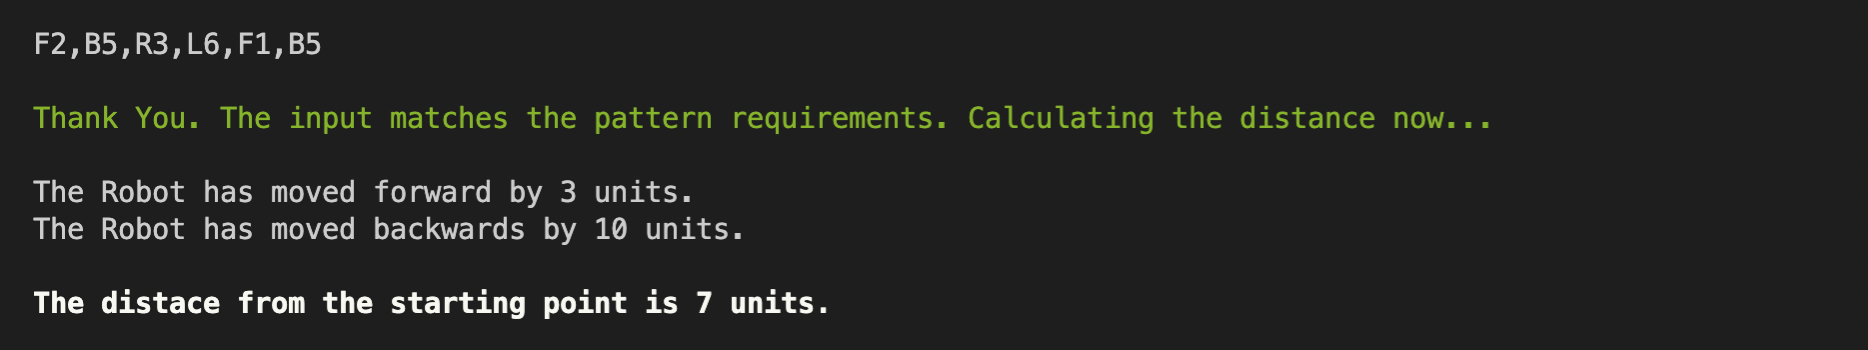 F2,B5,R3,L6,F1,B5
Thank You. The input matches the pattern requirements. Calculating the distance now...
The Robot has moved forward by 3 units.
The Robot has moved backwards by 10 units.
The distace from the starting point is 7 units.